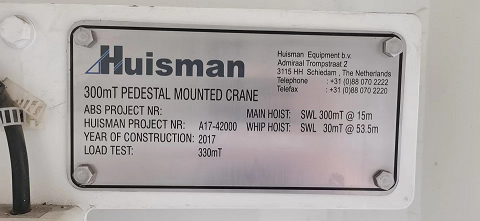 Huisman
Huisman Equipment b.v.
Admiraal Trompstraat 2
3115 HH Schiedam, The Netherlands
Telephone : +31 (0)88 070 2222
Telefax : +31 (0)88 070 2220
300mT PEDESTAL MOUNTED CRANE
ABS PROJECT NR: MAIN HOIST: SWL 300mT @ 15m
HUISMAN PROJECT NR: A17-42000 WHIP HOIST: SWL 30mT @ 53.5m
YEAR OF CONSTRUCTION: 2017
LOAD TEST: 330mT